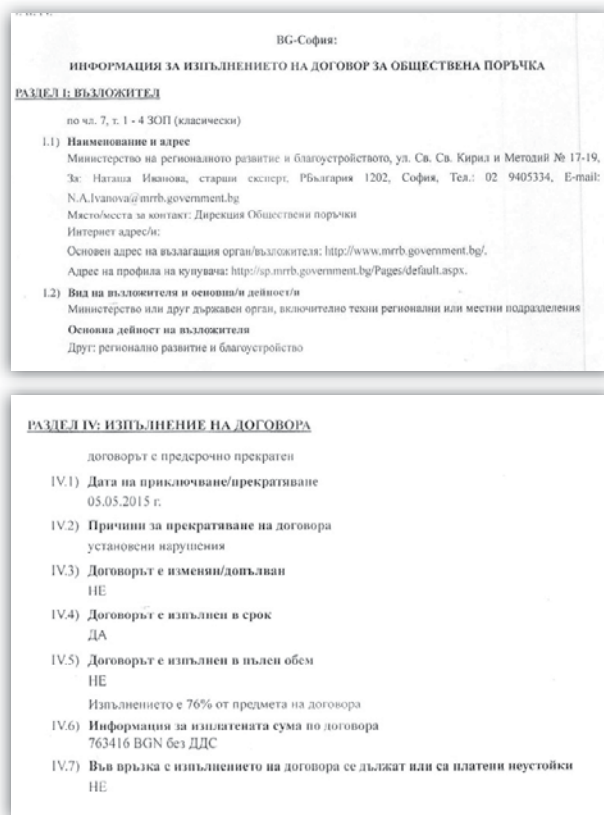 BG-София:
ИНФОРМАЦИЯ ЗА ИЗПЪЛНЕНИЕТО НА ДОГОВОР ЗА ОБЩЕСТВЕНА ПОРЪЧКА
РАЗДЕЛ I: ВЪЗЛОЖИТЕЛ
по чл. 7, т. 1 - 4 ЗОП (класически)
I.1) Наименование и адрес
Министерство на регионалното развитие и благоустройството, ул. Св. Св. Кирил и Методий № 17-19,
За: Наташа Иванова, старши експерт, РБългария 1202, София, Тел.: 02 9405334, E-mail:
N.A.Ivanova@mrrb.government.bg
Място/места за контакт: Дирекция Обществени поръчки
Интернет адрес/и:
Основен адрес на възлагащия орган/възложителя: http://www.mrrb.government.bg/.
Адрес на профила на купувача: http://sp.mrrb.government.bg/Pages/default.aspx.
I.2) Вид на възложителя и основна/и дейност/и
Министерство или друг държавен орган, включително техни регионални или местни подразделения
Основна дейност на възложителя
Друг: регионално развитие и благоустройство
РАЗДЕЛ IV: ИЗПЪЛНЕНИЕ НА ДОГОВОРА
договорът е предсрочно прекратен
IV.1) Дата на приключване/прекратяване
05.05.2015 г.
IV.2) Причини за прекратяване на договора
установени нарушения
IV.3) Договорът е изменян/допълван
НЕ
IV.4) Договорът е изпълнен в срок
ДА
IV.5) Договорът е изпълнен в пълен обем
НЕ
Изпълнението е 76% от предмета на договора
IV.6) Информация за изплатената сума по договора
763416 BGN без ДДС
IV.7) Във връзка с изпълнението на договора се дължат или са платени неустойки
НЕ